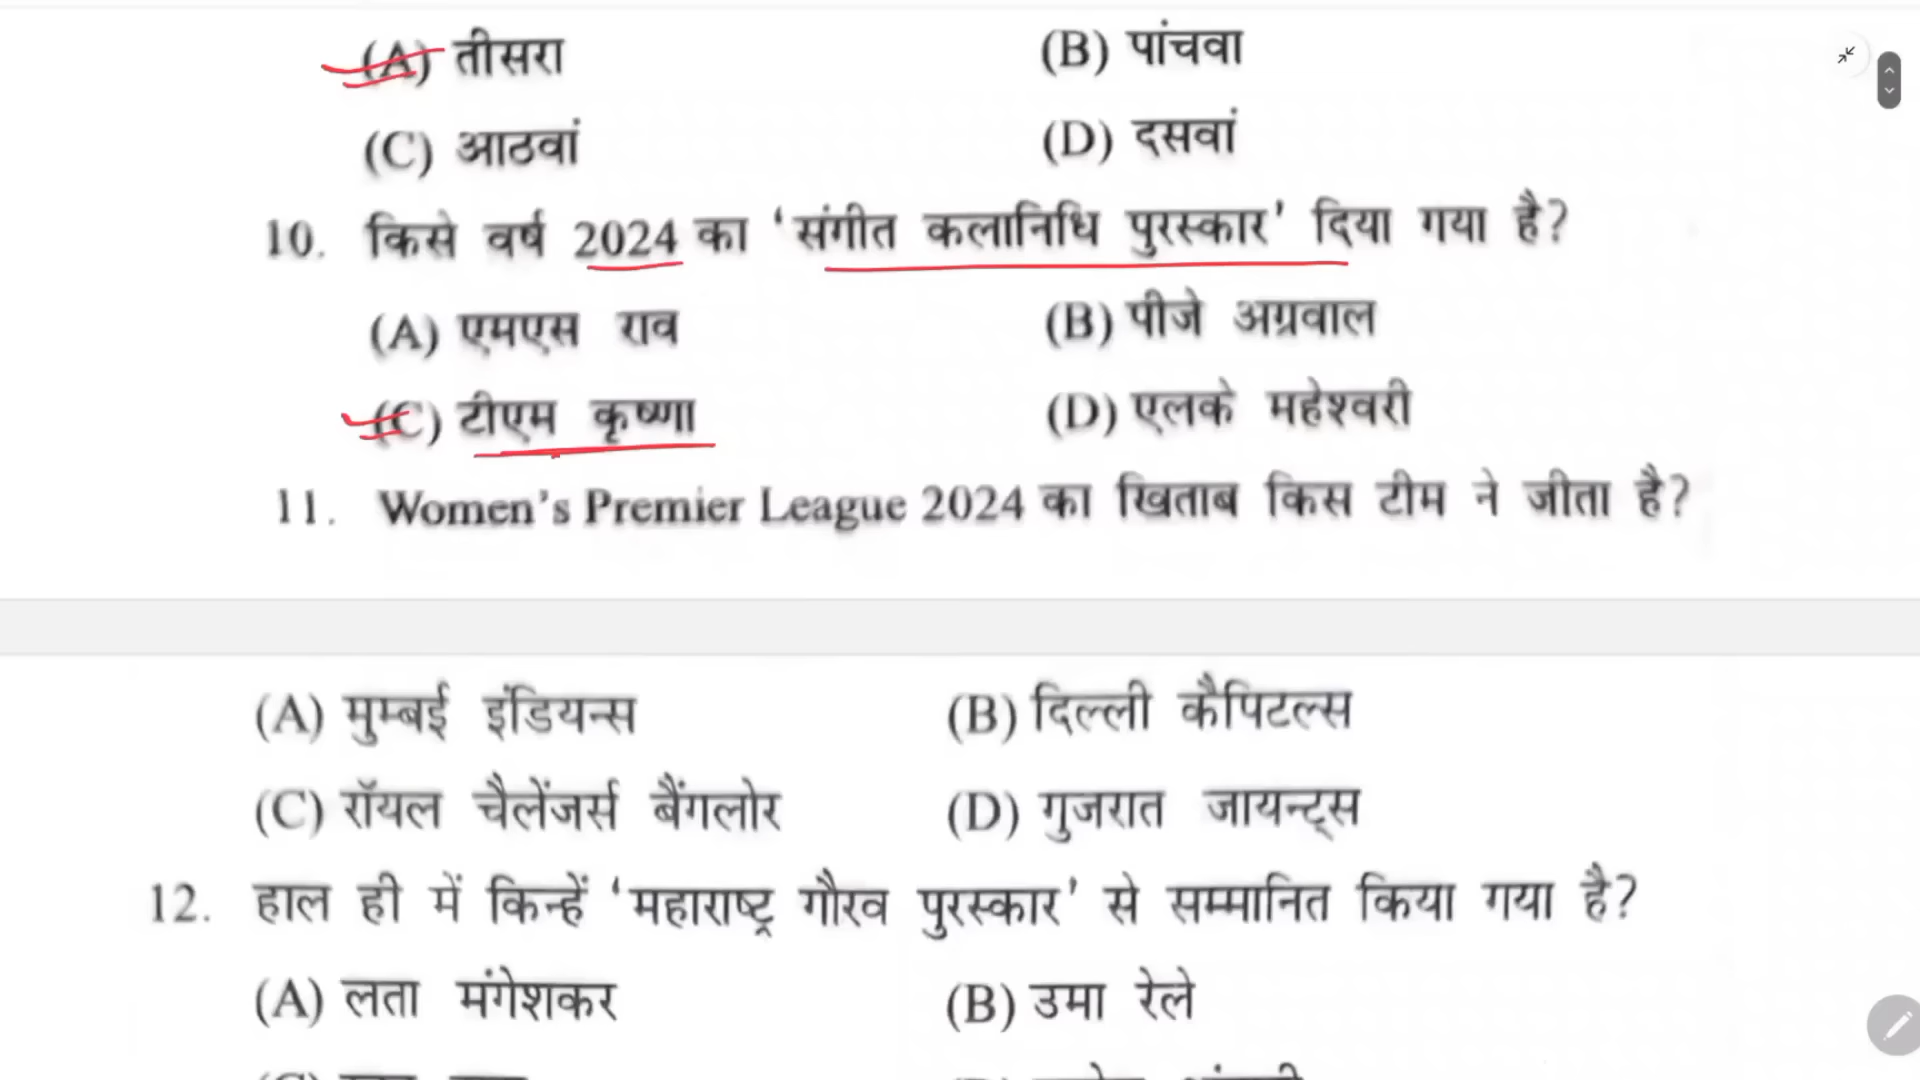 (A) तीसरा (B) पांचवा
(C) आठवां (D) दसवां
10. किसे वर्ष 2024 का ‘संगीत कलानिधि पुरस्कार’ दिया गया है?
(A) एमएस राव (B) पीजे अग्रवाल
(C) टीएम कृष्णा (D) एलके महेश्वरी
11. Women’s Premier League 2024 का खिताब किस टीम ने जीता है?
(A) मुम्बई इंडियन्स (B) दिल्ली कैपिटल्स
(C) रॉयल चैलेंजर्स बैंगलोर (D) गुजरात जायन्ट्स
12. हाल ही में किन्हें ‘महाराष्ट्र गौरव पुरस्कार’ से सम्मानित किया गया है?
(A) लता मंगेशकर (B) उमा रेले